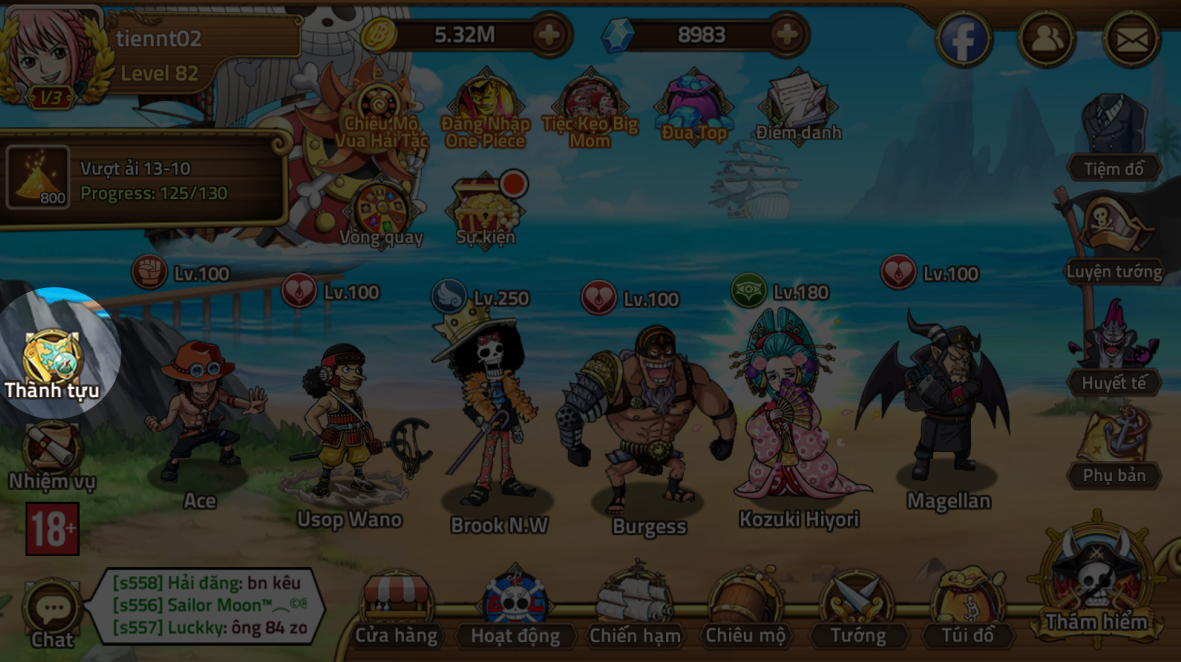 tiennt02
Level 82
V3
5.32M
8983
Chiêu Mộ
Vua Hải Tặc
Đăng Nhập
One Piece
Tiệc Kẹo Big
Mom
Đua Top
Điểm danh
Vượt ải 13-10
Progress: 125/130
800
Vòng quay
Sự kiện
Tiệm đồ
Luyện tướng
Huyết tế
Phụ bản
Lv.100
Lv.100
Lv.250
Lv.100
Lv.180
Lv.100
Thành tựu
Nhiệm vụ
18+
Ace
Usop Wano
Brook N.W
Burgess
Kozuki Hiyori
Magellan
[s558] Hải đăng: bn kêu
[s556] Sailor Moon™︵©®
[s557] Luckky: ông 84 zo
Chat
Cửa hàng
Hoạt động
Chiến hạm
Chiêu mộ
Tướng
Túi đồ
Thám hiểm